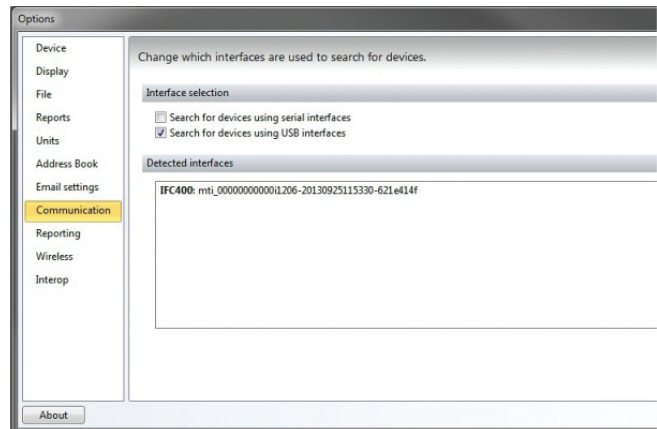 Options
Device
Display
File
Reports
Units
Address Book
Email settings
Communication
Reporting
Wireless
Interop
About
Change which interfaces are used to search for devices.
Interface selection
Search for devices using serial interfaces
Search for devices using USB interfaces
Detected interfaces
IFC400: mti_00000000000i1206-20130925115330-621e414f